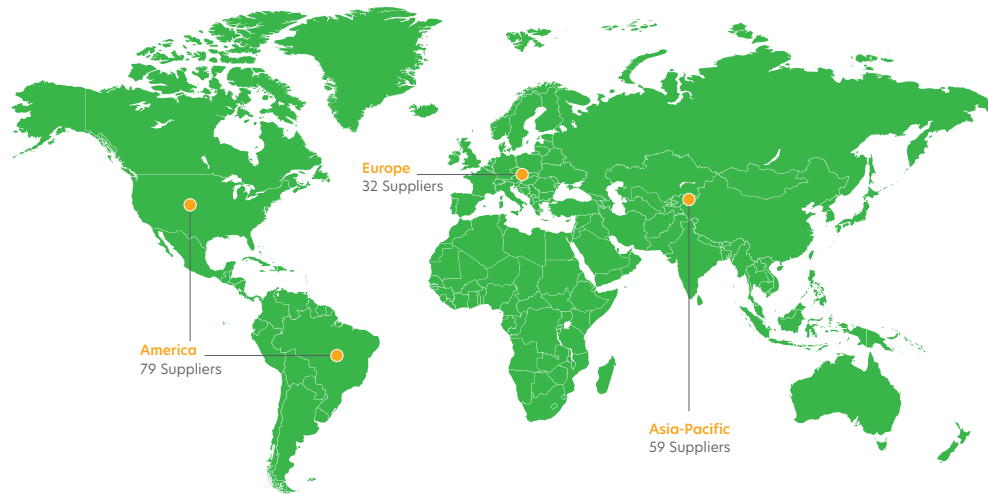 Europe
32 Suppliers
America
79 Suppliers
Asia-Pacific
59 Suppliers